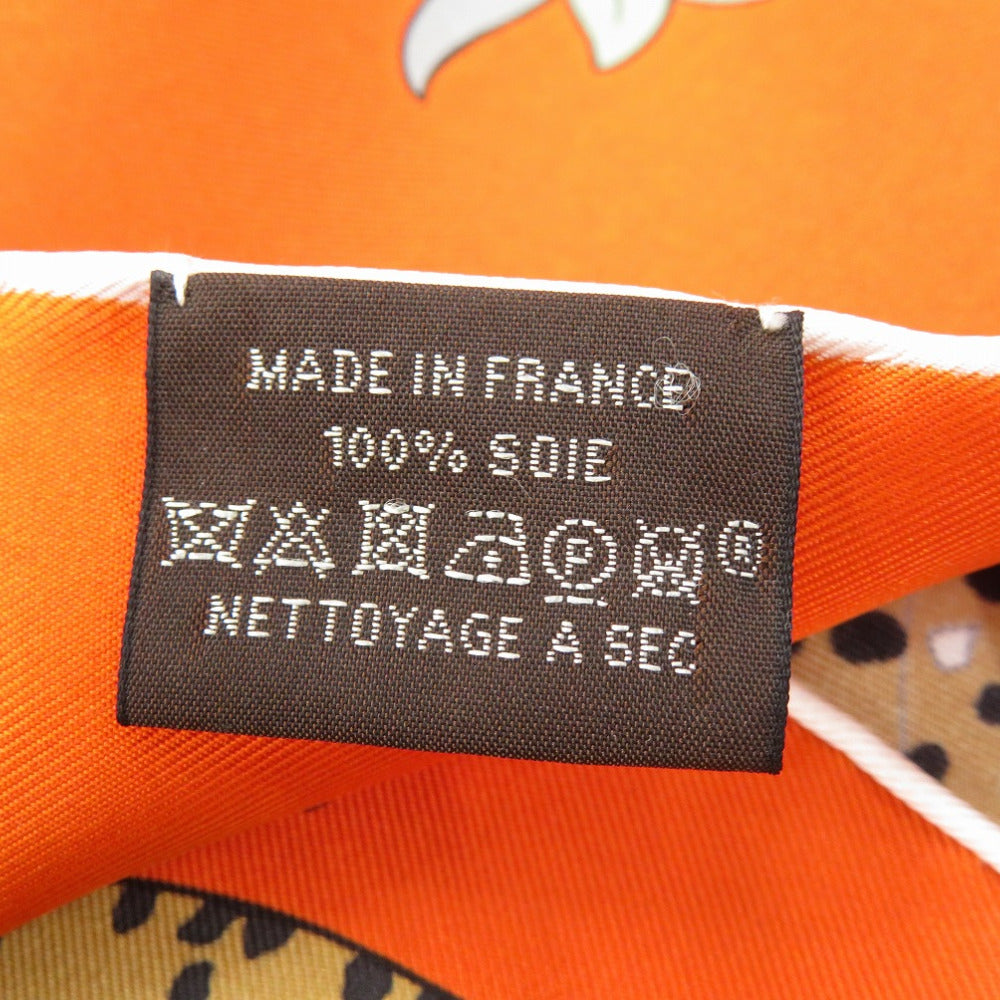 MADE IN FRANCE
100% SOIE
P W ®
NETTOYAGE A SEC